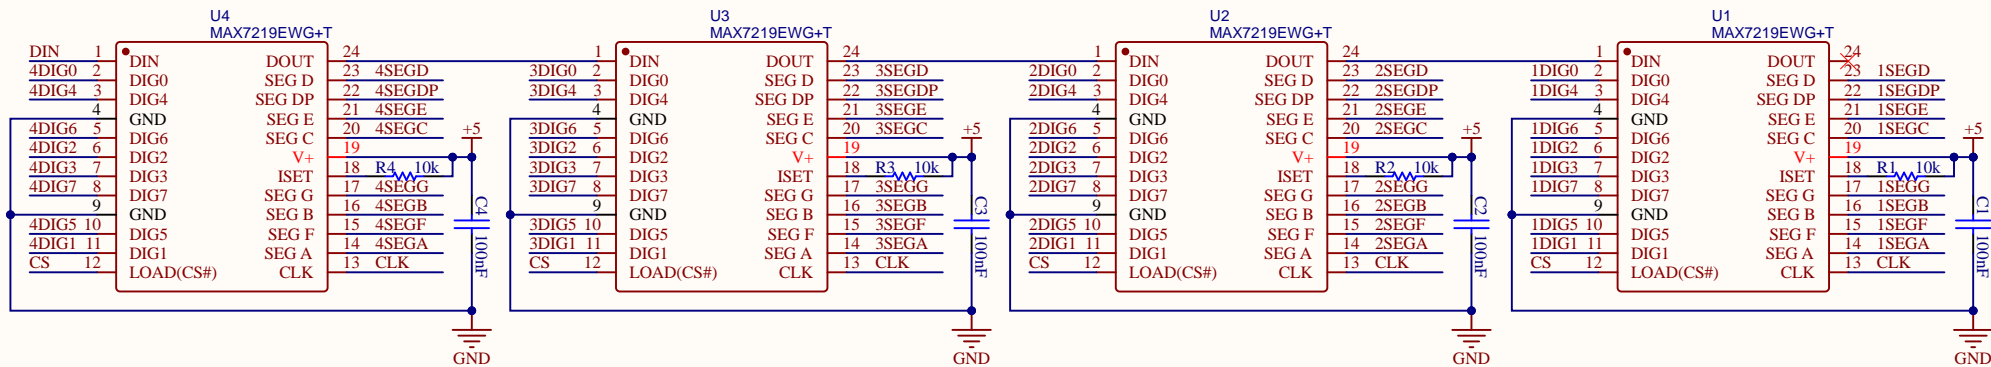 U4
MAX7219EWG+T
DIN 1 DIN DOUT 24
4DIG0 2 DIG0 SEG D 23 4SEGD
4DIG4 3 DIG4 SEG DP 22 4SEGDP
4 GND SEG E 21 4SEGE
4DIG6 5 DIG6 SEG C 20 4SEGC +5
4DIG2 6 DIG2 V+ 19
4DIG3 7 DIG3 ISET 18 R4 10k
4DIG7 8 DIG7 SEG G 17 4SEGG
9 GND SEG B 16 4SEGB C4
4DIG5 10 DIG5 SEG F 15 4SEGF 100nF
4DIG1 11 DIG1 SEG A 14 4SEGA
CS 12 LOAD(CS#) CLK 13 CLK
GND
U3
MAX7219EWG+T
1 DIN DOUT 24
3DIG0 2 DIG0 SEG D 23 3SEGD
3DIG4 3 DIG4 SEG DP 22 3SEGDP
4 GND SEG E 21 3SEGE
3DIG6 5 DIG6 SEG C 20 3SEGC +5
3DIG2 6 DIG2 V+ 19
3DIG3 7 DIG3 ISET 18 R3 10k
3DIG7 8 DIG7 SEG G 17 3SEGG
9 GND SEG B 16 3SEGB C3
3DIG5 10 DIG5 SEG F 15 3SEGF 100nF
3DIG1 11 DIG1 SEG A 14 3SEGA
CS 12 LOAD(CS#) CLK 13 CLK
GND
U2
MAX7219EWG+T
1 DIN DOUT 24
2DIG0 2 DIG0 SEG D 23 2SEGD
2DIG4 3 DIG4 SEG DP 22 2SEGDP
4 GND SEG E 21 2SEGE
2DIG6 5 DIG6 SEG C 20 2SEGC +5
2DIG2 6 DIG2 V+ 19
2DIG3 7 DIG3 ISET 18 R2 10k
2DIG7 8 DIG7 SEG G 17 2SEGG
9 GND SEG B 16 2SEGB C2
2DIG5 10 DIG5 SEG F 15 2SEGF 100nF
2DIG1 11 DIG1 SEG A 14 2SEGA
CS 12 LOAD(CS#) CLK 13 CLK
GND
U1
MAX7219EWG+T
1 DIN DOUT 24
1DIG0 2 DIG0 SEG D 23 1SEGD
1DIG4 3 DIG4 SEG DP 22 1SEGDP
4 GND SEG E 21 1SEGE
1DIG6 5 DIG6 SEG C 20 1SEGC +5
1DIG2 6 DIG2 V+ 19
1DIG3 7 DIG3 ISET 18 R1 10k
1DIG7 8 DIG7 SEG G 17 1SEGG
9 GND SEG B 16 1SEGB C1
1DIG5 10 DIG5 SEG F 15 1SEGF 100nF
1DIG1 11 DIG1 SEG A 14 1SEGA
CS 12 LOAD(CS#) CLK 13 CLK
GND